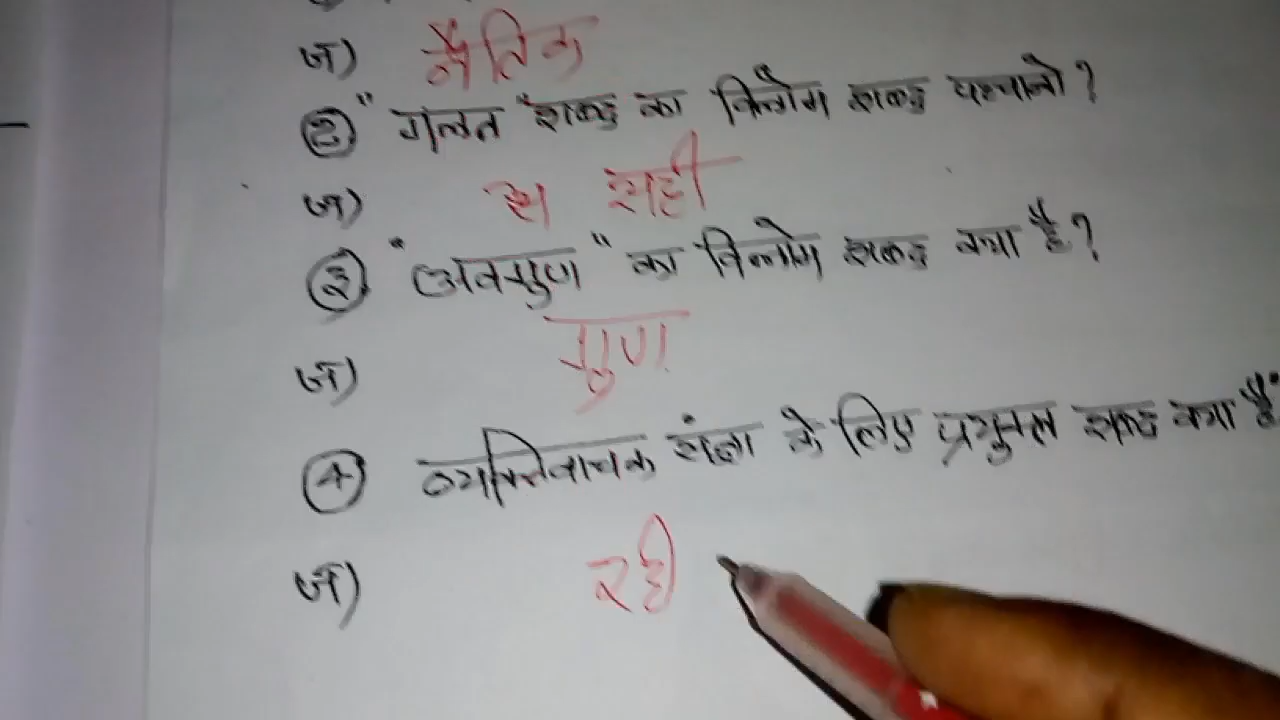 ज) नैतिक
② "गलत" शब्द का विलोम शब्द पहचानो?
ज) स सही
③ "अवगुण" का विलोम शब्द क्या है?
ज) गुण
④ व्यक्तिवाचक संज्ञा के लिए प्रयुक्त शब्द क्या है?
ज)